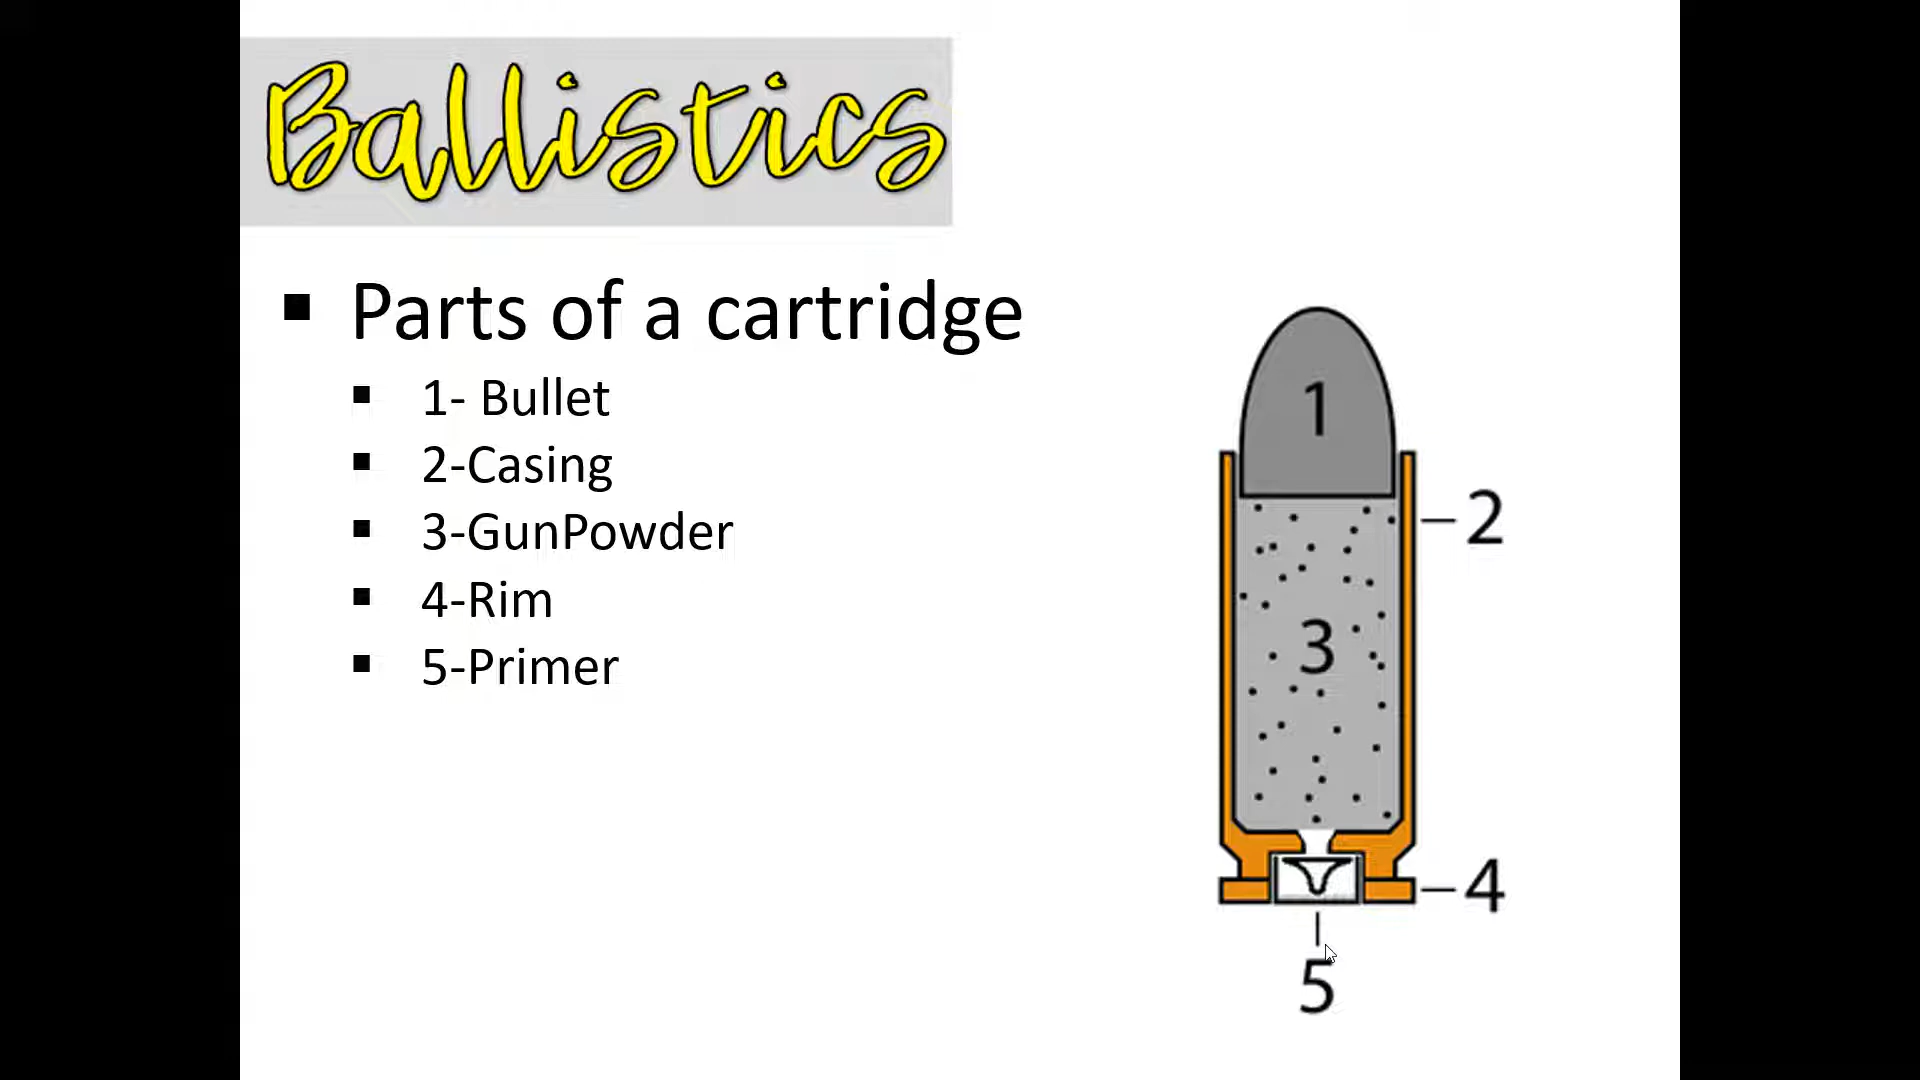 Ballistics
Parts of a cartridge
1- Bullet
2-Casing
3-GunPowder
4-Rim
5-Primer
1
2
3
4
5